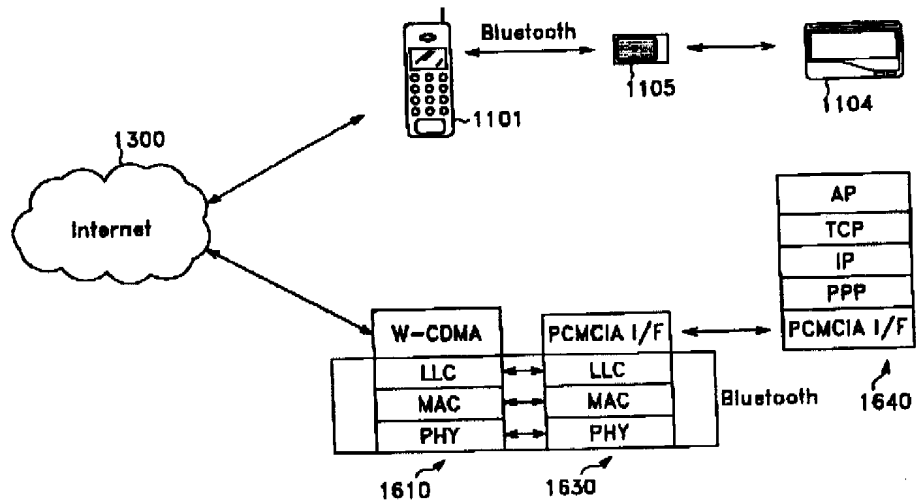 Bluetooth
1101
1105
1104
1300
Internet
AP
TCP
IP
PPP
PCMCIA I/F
1640
W-CDMA
LLC
MAC
PHY
1610
PCMCIA I/F
LLC
MAC
PHY
1630
Bluetooth